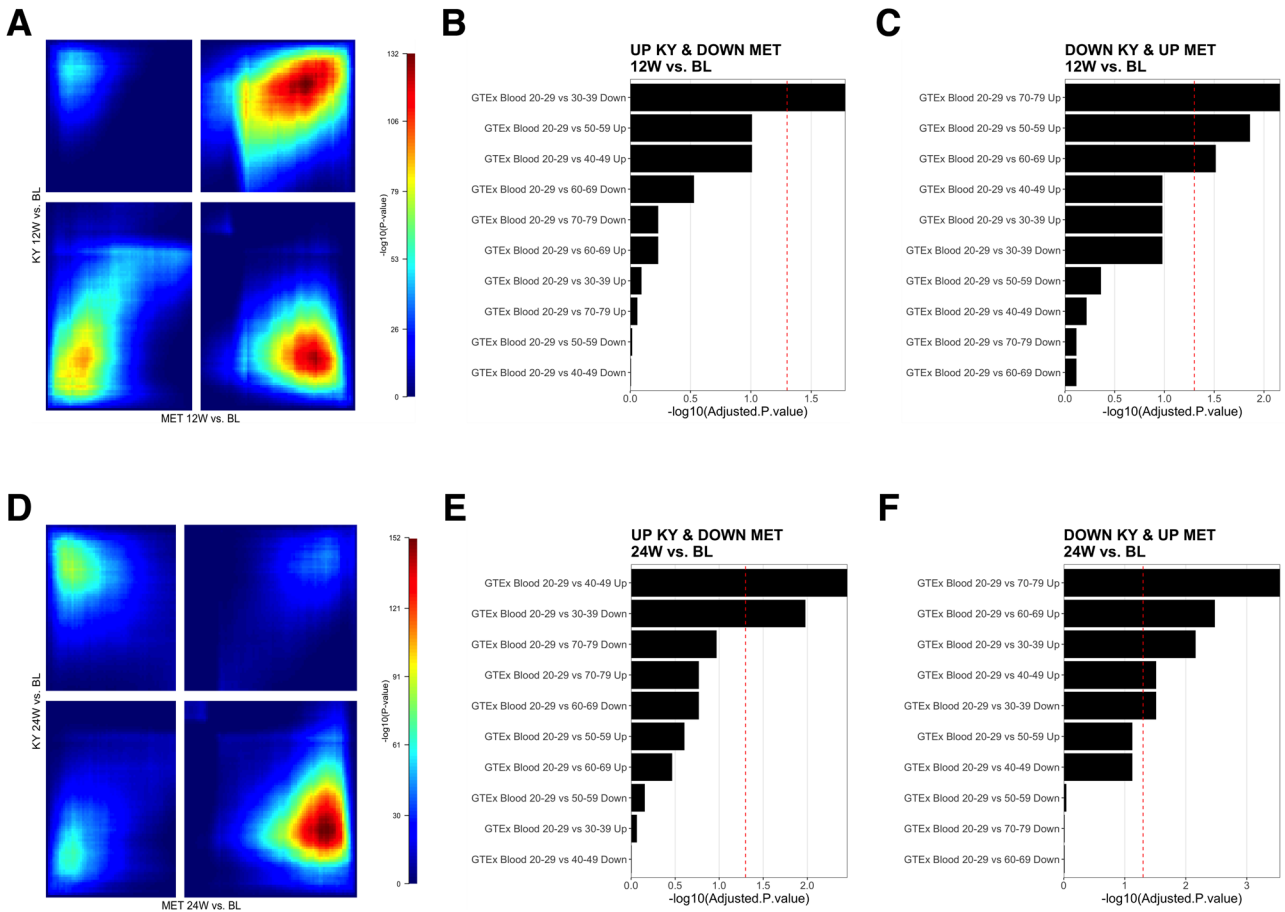 A
KY 12W vs. BL
MET 12W vs. BL
132
106
79
53
26
0
-log10(P-value)
B
UP KY & DOWN MET
12W vs. BL
GTEx Blood 20-29 vs 30-39 Down
GTEx Blood 20-29 vs 50-59 Up
GTEx Blood 20-29 vs 40-49 Up
GTEx Blood 20-29 vs 60-69 Down
GTEx Blood 20-29 vs 70-79 Down
GTEx Blood 20-29 vs 60-69 Up
GTEx Blood 20-29 vs 30-39 Up
GTEx Blood 20-29 vs 70-79 Up
GTEx Blood 20-29 vs 50-59 Down
GTEx Blood 20-29 vs 40-49 Down
0.0 0.5 1.0 1.5
-log10(Adjusted.P.value)
C
DOWN KY & UP MET
12W vs. BL
GTEx Blood 20-29 vs 70-79 Up
GTEx Blood 20-29 vs 50-59 Up
GTEx Blood 20-29 vs 60-69 Up
GTEx Blood 20-29 vs 40-49 Up
GTEx Blood 20-29 vs 30-39 Up
GTEx Blood 20-29 vs 30-39 Down
GTEx Blood 20-29 vs 50-59 Down
GTEx Blood 20-29 vs 40-49 Down
GTEx Blood 20-29 vs 70-79 Down
GTEx Blood 20-29 vs 60-69 Down
0.0 0.5 1.0 1.5 2.0
-log10(Adjusted.P.value)
D
KY 24W vs. BL
MET 24W vs. BL
152
121
91
61
30
0
-log10(P-value)
E
UP KY & DOWN MET
24W vs. BL
GTEx Blood 20-29 vs 40-49 Up
GTEx Blood 20-29 vs 30-39 Down
GTEx Blood 20-29 vs 70-79 Down
GTEx Blood 20-29 vs 70-79 Up
GTEx Blood 20-29 vs 60-69 Down
GTEx Blood 20-29 vs 50-59 Up
GTEx Blood 20-29 vs 60-69 Up
GTEx Blood 20-29 vs 50-59 Down
GTEx Blood 20-29 vs 30-39 Up
GTEx Blood 20-29 vs 40-49 Down
0.0 0.5 1.0 1.5 2.0
-log10(Adjusted.P.value)
F
DOWN KY & UP MET
24W vs. BL
GTEx Blood 20-29 vs 70-79 Up
GTEx Blood 20-29 vs 60-69 Up
GTEx Blood 20-29 vs 30-39 Up
GTEx Blood 20-29 vs 40-49 Up
GTEx Blood 20-29 vs 30-39 Down
GTEx Blood 20-29 vs 50-59 Up
GTEx Blood 20-29 vs 40-49 Down
GTEx Blood 20-29 vs 50-59 Down
GTEx Blood 20-29 vs 70-79 Down
GTEx Blood 20-29 vs 60-69 Down
0 1 2 3
-log10(Adjusted.P.value)